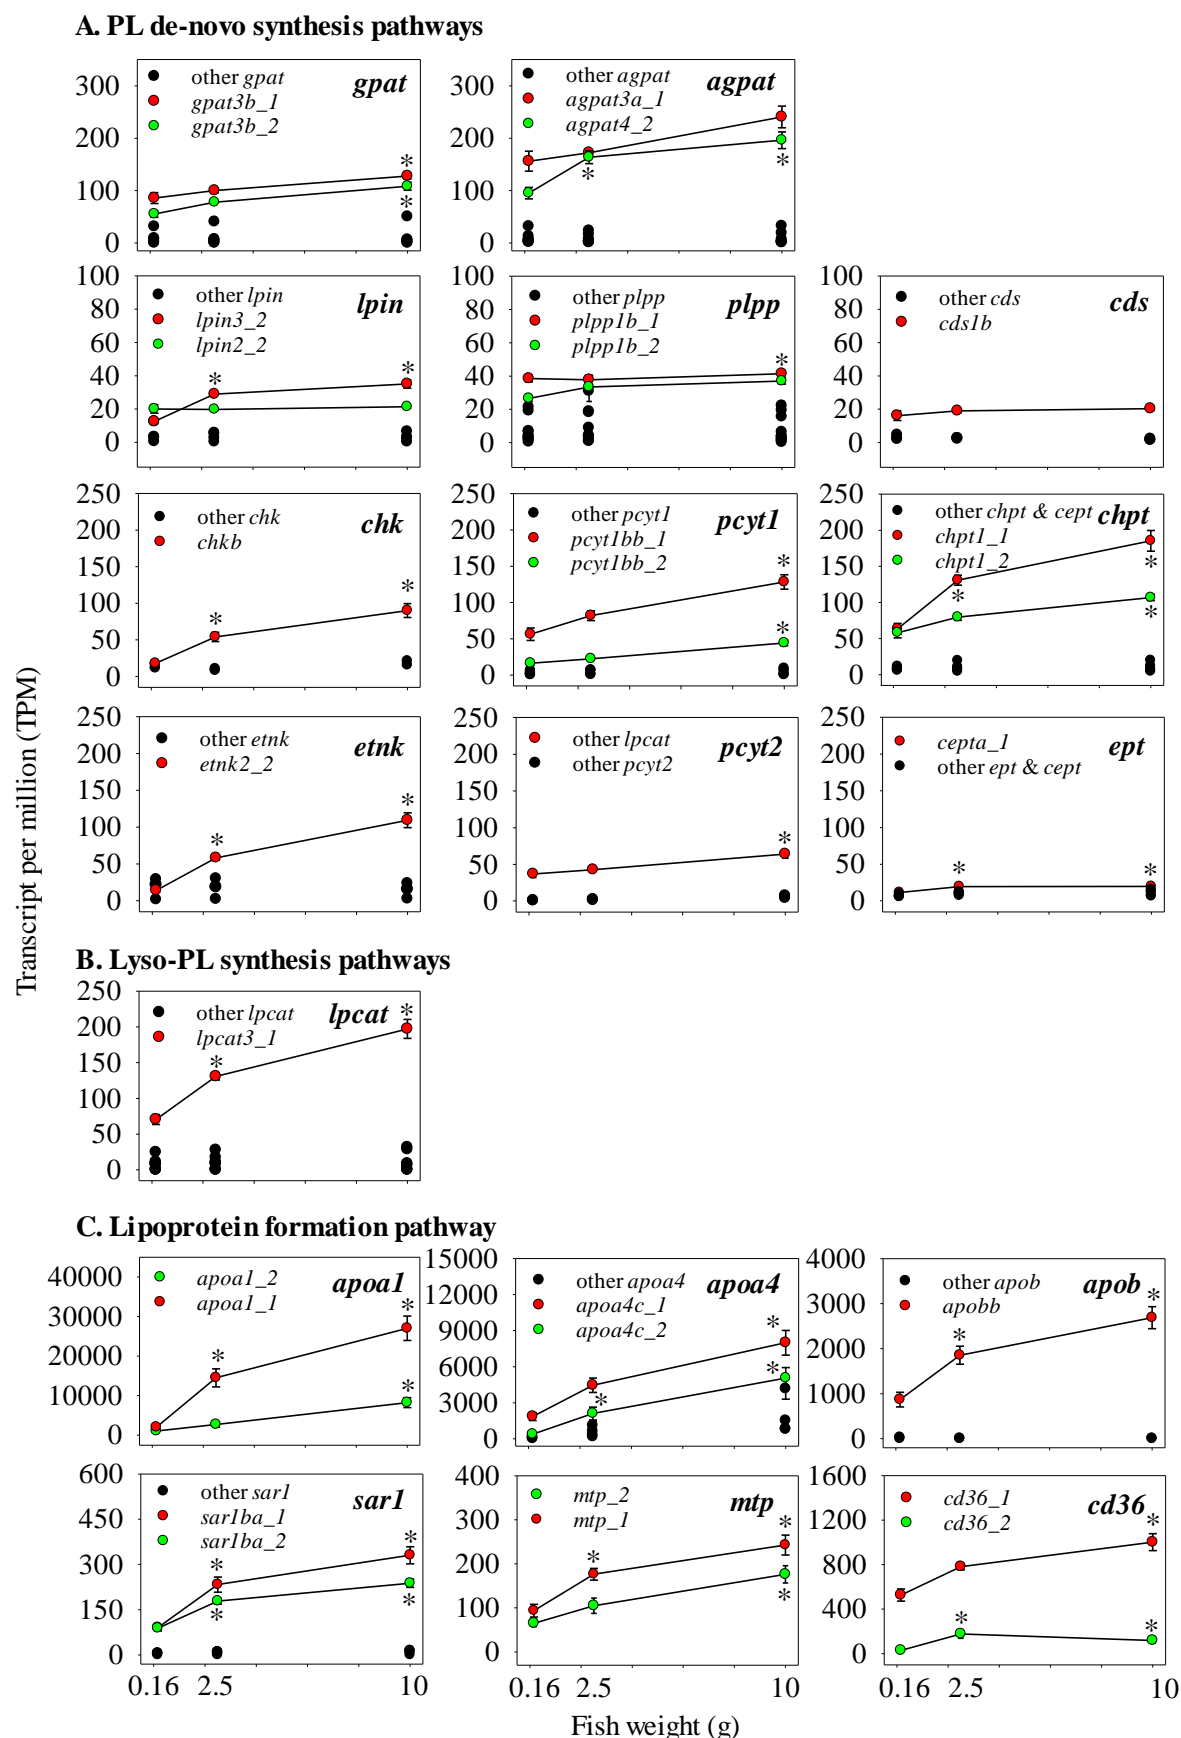 A. PL de-novo synthesis pathways
300
200
100
0
other gpat
gpat3b_1
gpat3b_2
gpat
*
*
300
200
100
0
other agpat
agpat3a_1
agpat4_2
agpat
*
*
100
80
60
40
20
0
other lpin
lpin3_2
lpin2_2
lpin
*
*
100
80
60
40
20
0
other plpp
plpp1b_1
plpp1b_2
plpp
*
100
80
60
40
20
0
other cds
cds1b
cds
250
200
150
100
50
0
other chk
chkb
chk
*
*
250
200
150
100
50
0
other pcyt1
pcyt1bb_1
pcyt1bb_2
pcyt1
*
*
250
200
150
100
50
0
other chpt & cept
chpt1_1
chpt1_2
chpt
*
*
*
250
200
150
100
50
0
other etnk
etnk2_2
etnk
*
*
250
200
150
100
50
0
other lpcat
other pcyt2
pcyt2
*
250
200
150
100
50
0
cepta_1
other ept & cept
ept
*
*
Transcript per million (TPM)
B. Lyso-PL synthesis pathways
250
200
150
100
50
0
other lpcat
lpcat3_1
lpcat
*
*
C. Lipoprotein formation pathway
40000
30000
20000
10000
0
apoa1_2
apoa1_1
apoa1
*
*
*
15000
12000
9000
6000
3000
0
other apoa4
apoa4c_1
apoa4c_2
apoa4
*
*
*
4000
3000
2000
1000
0
other apob
apobb
apob
*
*
600
450
300
150
0
other sar1
sar1ba_1
sar1ba_2
sar1
*
*
*
*
0.16 2.5 10
400
300
200
100
0
mtp_2
mtp_1
mtp
*
*
*
0.16 2.5 10
1600
1200
800
400
0
cd36_1
cd36_2
cd36
*
*
*
0.16 2.5 10
Fish weight (g)